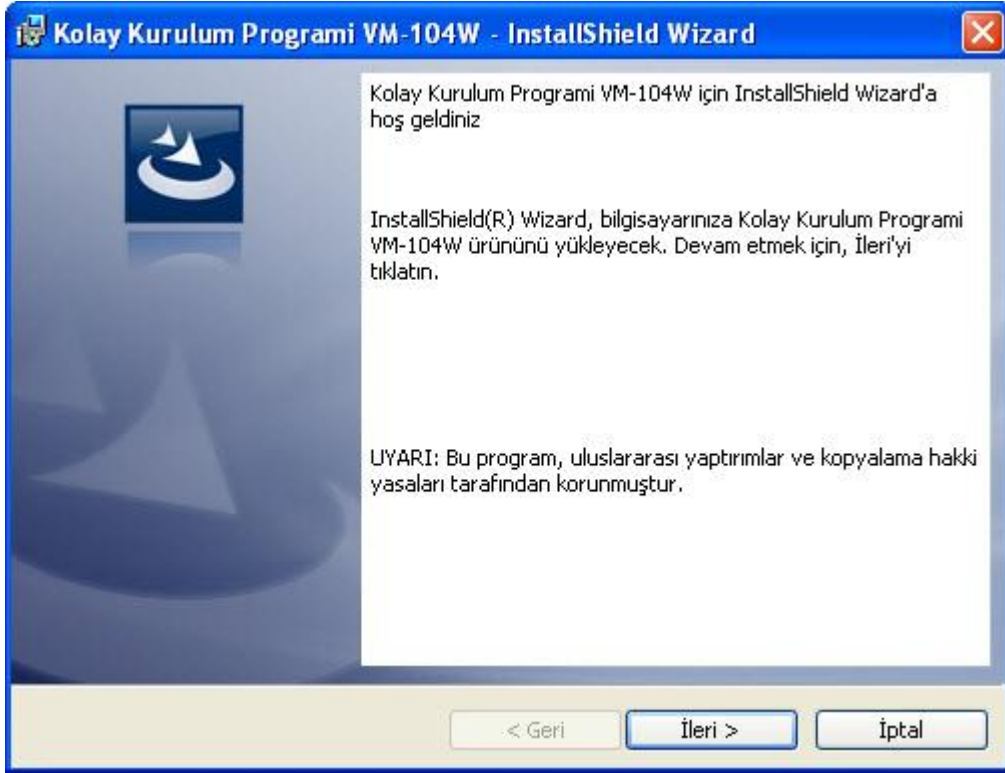 Kolay Kurulum Programi VM-104W - InstallShield Wizard
Kolay Kurulum Programi VM-104W için InstallShield Wizard'a
hoş geldiniz
InstallShield(R) Wizard, bilgisayarınıza Kolay Kurulum Programi
VM-104W ürününü yükleyecek. Devam etmek için, İleri'yi
tıklatın.
UYARI: Bu program, uluslararası yaptırımlar ve kopyalama hakki
yasaları tarafından korunmuştur.
< Geri
İleri >
İptal